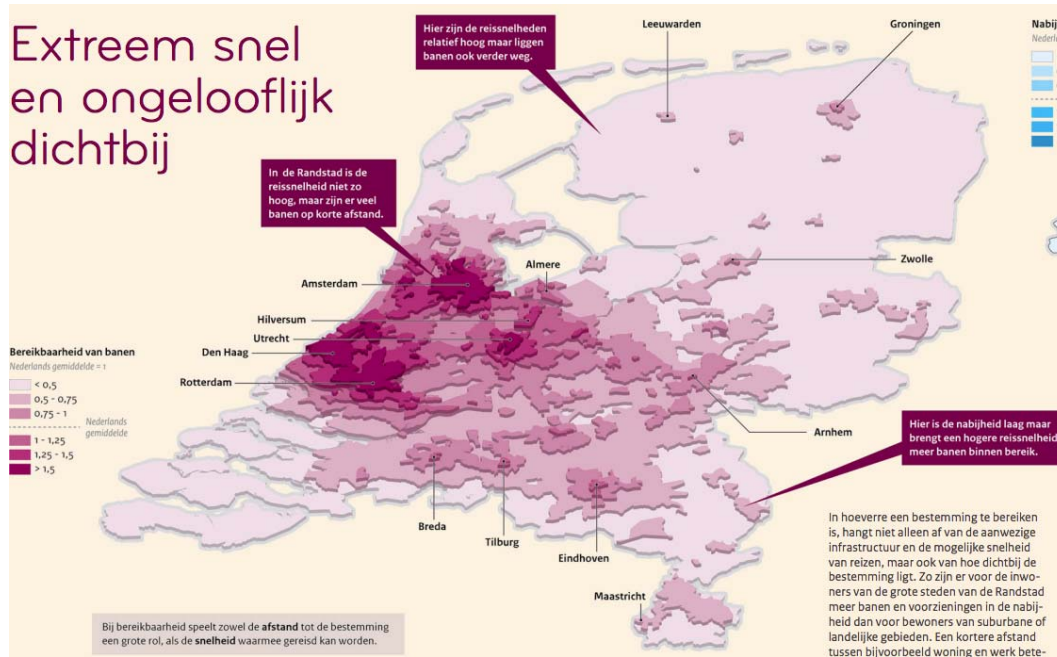 Extreem snel
en ongelooflijk
dichtbij
Hier zijn de reissnelheden
relatief hoog maar liggen
banen ook verder weg.
Leeuwarden
Groningen
Nabij
Nederl
In de Randstad is de
reissnelheid niet zo
hoog, maar zijn er veel
banen op korte afstand.
Zwolle
Almere
Amsterdam
Hilversum
Utrecht
Den Haag
Rotterdam
Bereikbaarheid van banen
Nederlands gemiddelde = 1
< 0,5
0,5 - 0,75
0,75 - 1
Nederlands
gemiddelde
1 - 1,25
1,25 - 1,5
> 1,5
Arnhem
Hier is de nabijheid laag maar
brengt een hogere reissnelheid
meer banen binnen bereik.
Breda
Tilburg
Eindhoven
Maastricht
Bij bereikbaarheid speelt zowel de afstand tot de bestemming
een grote rol, als de snelheid waarmee gereisd kan worden.
In hoeverre een bestemming te bereiken
is, hangt niet alleen af van de aanwezige
infrastructuur en de mogelijke snelheid
van reizen, maar ook van hoe dichtbij de
bestemming ligt. Zo zijn er voor de inwo-
ners van de grote steden van de Randstad
meer banen en voorzieningen in de nabij-
heid dan voor bewoners van suburbane of
landelijke gebieden. Een kortere afstand
tussen bijvoorbeeld woning en werk bete-